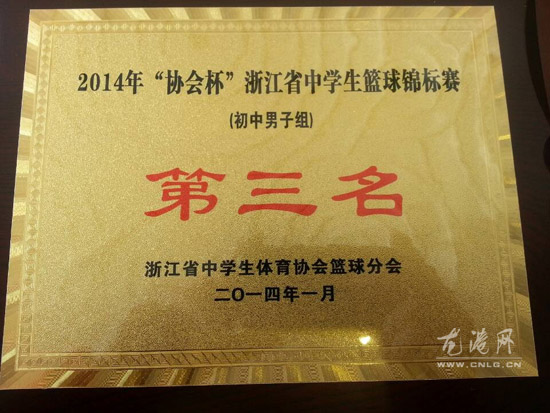 2014年“协会杯”浙江省中学生篮球锦标赛
(初中男子组)
第三名
浙江省中学生体育协会篮球分会
二〇一四年一月
龙港网
WWW.CNLG.CN